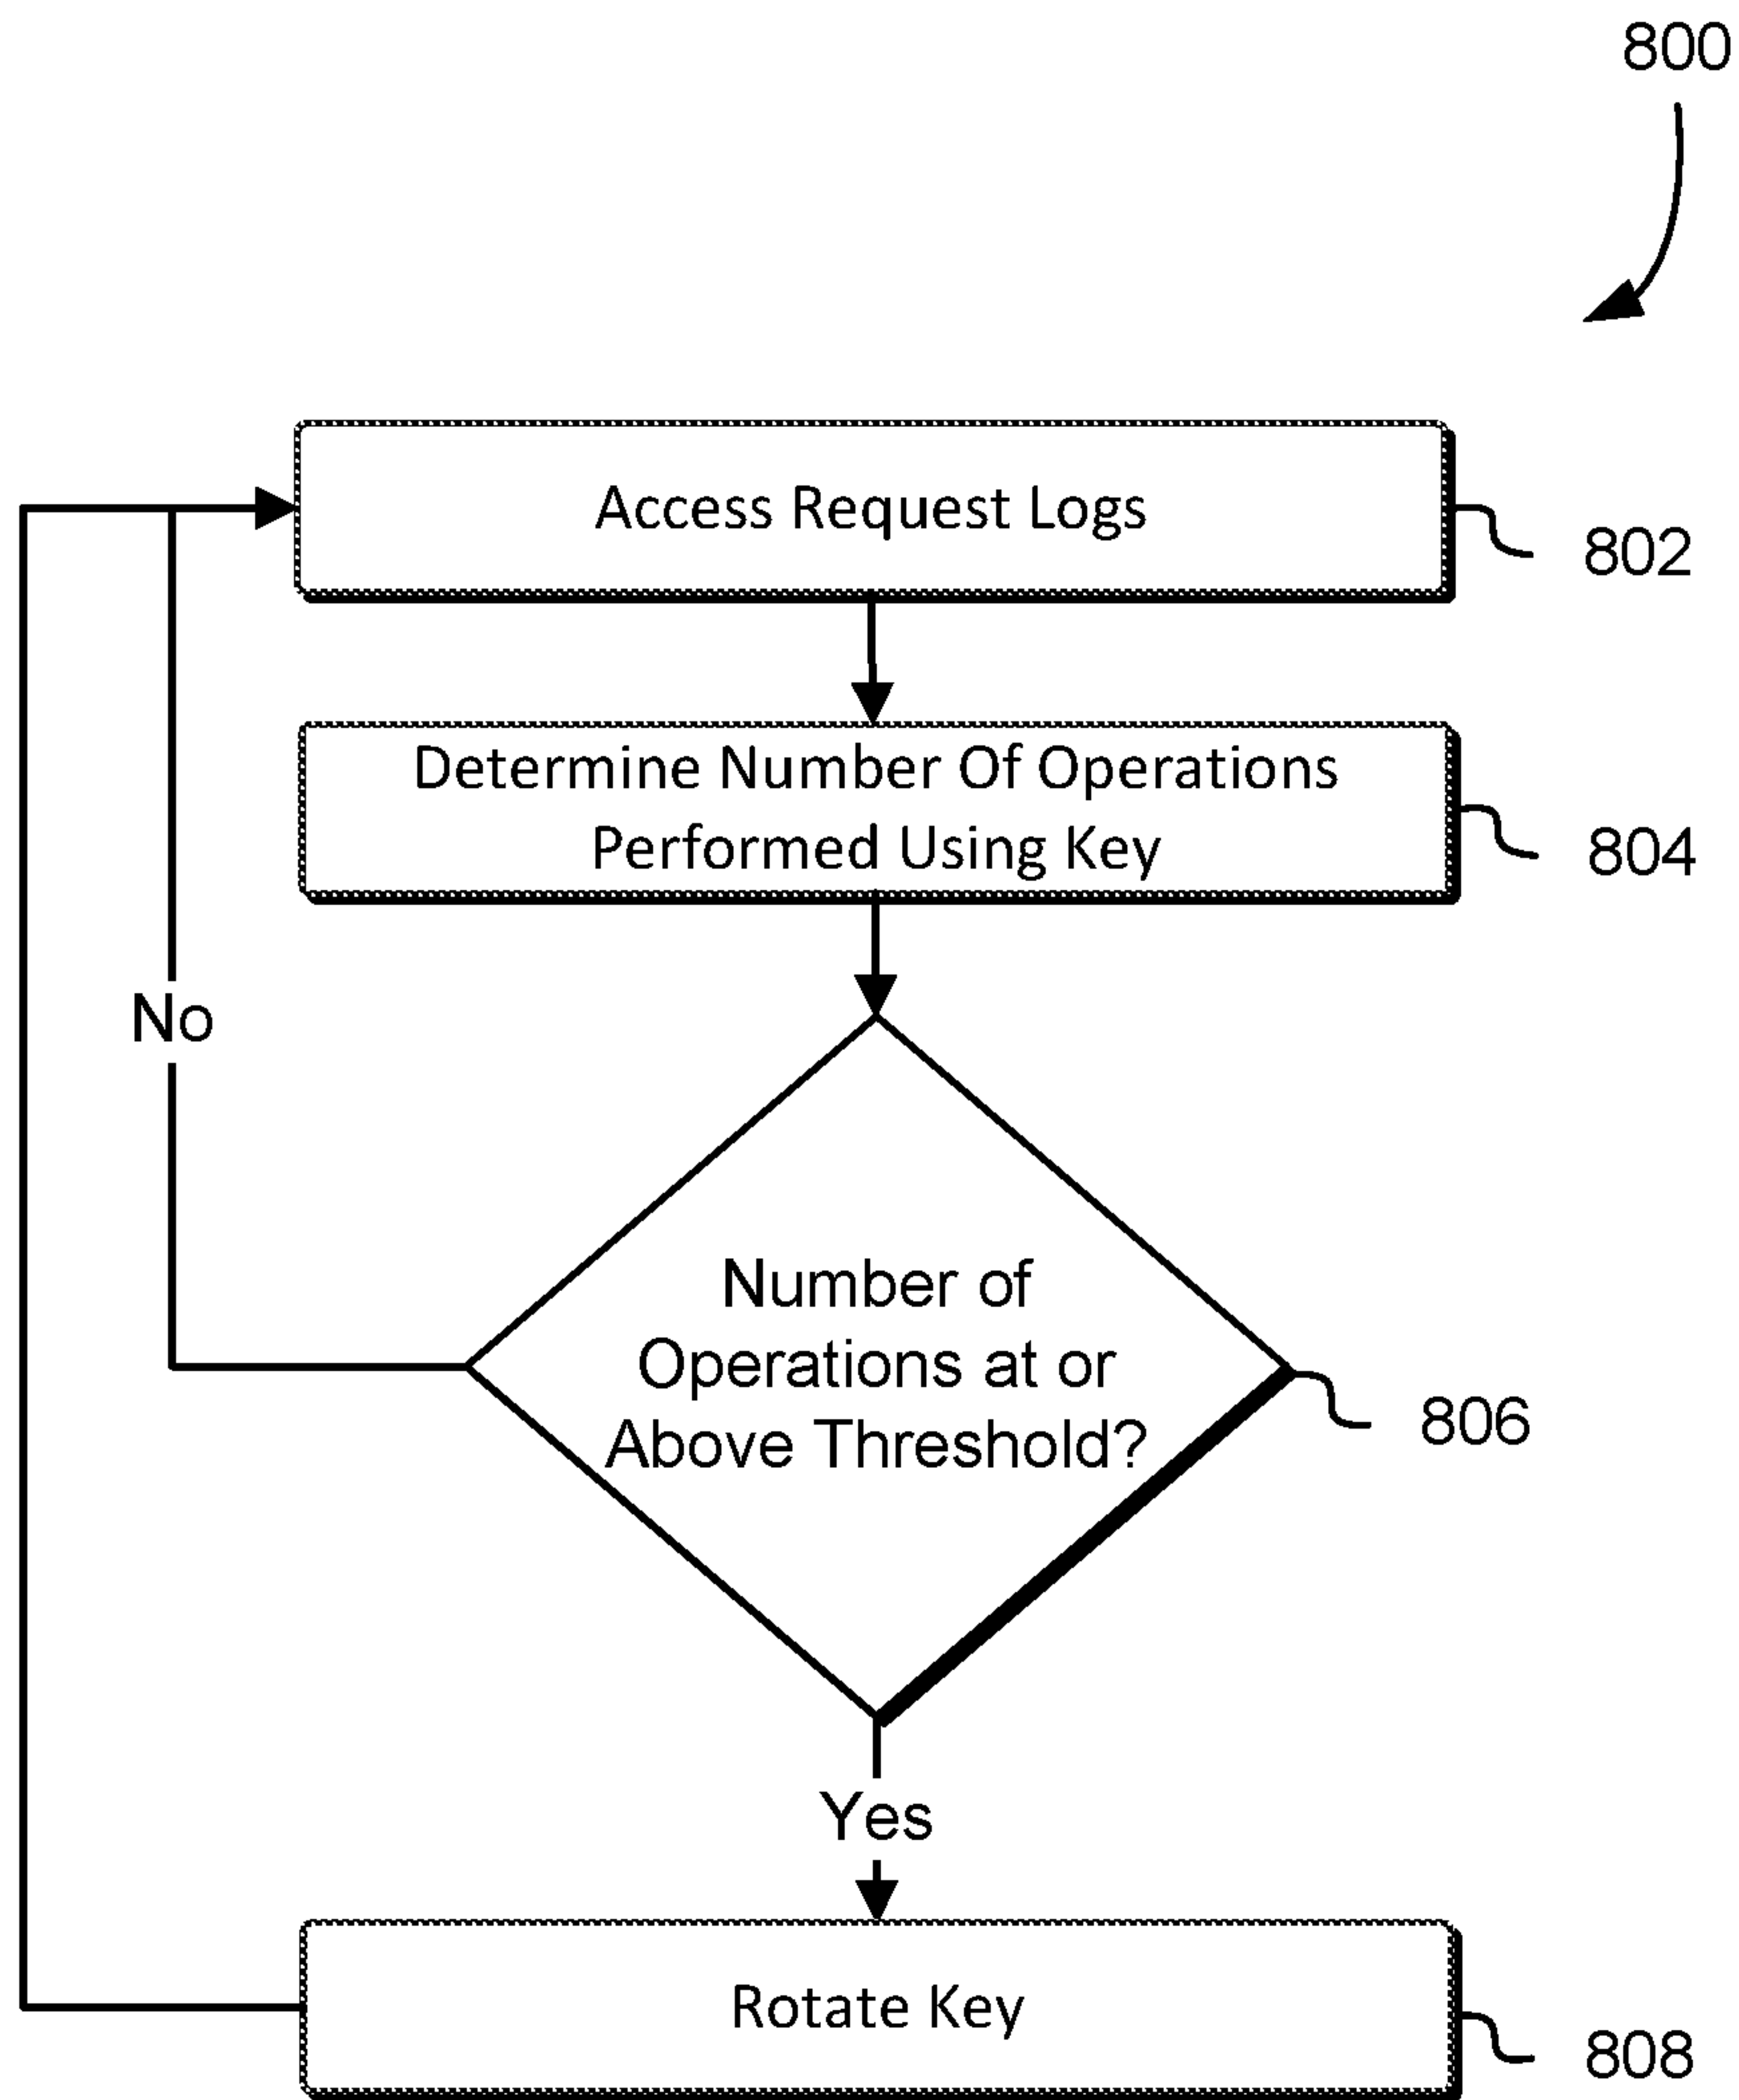 800
Access Request Logs
802
Determine Number Of Operations
Performed Using Key
804
No
Number of
Operations at or
Above Threshold?
806
Yes
Rotate Key
808